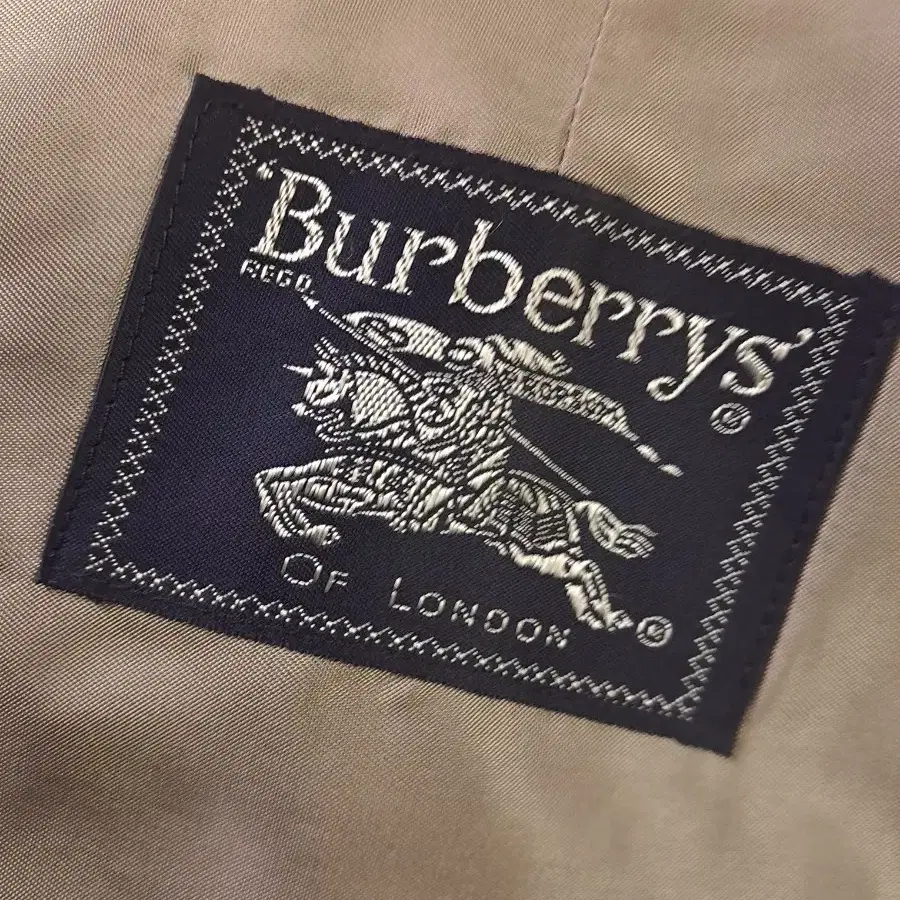 'Burberrys'
REGD.
®
OF LONDON
®